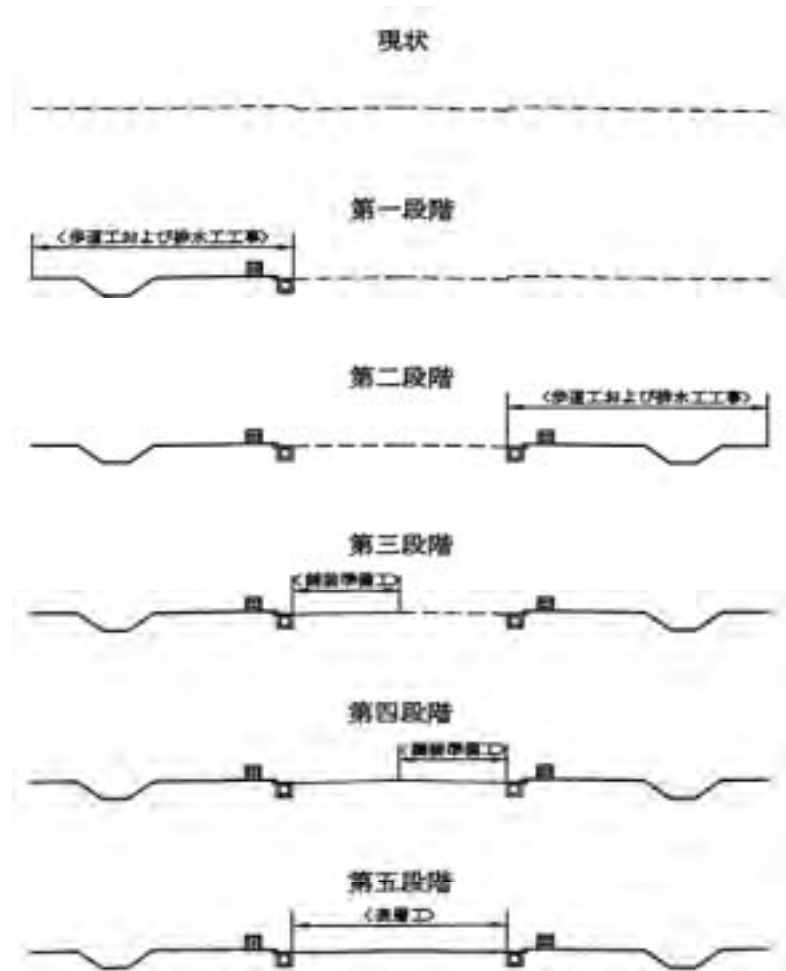 現状
第一段階
<歩道工および排水工工事>
第二段階
<歩道工および排水工工事>
第三段階
<舗装準備工>
第四段階
<舗装準備工>
第五段階
<表層工>